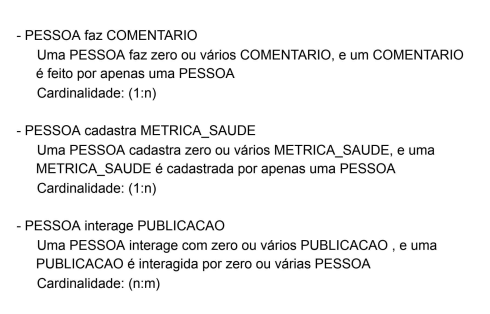 - PESSOA faz COMENTARIO
Uma PESSOA faz zero ou vários COMENTARIO, e um COMENTARIO
é feito por apenas uma PESSOA
Cardinalidade: (1:n)
- PESSOA cadastra METRICA_SAUDE
Uma PESSOA cadastra zero ou vários METRICA_SAUDE, e uma
METRICA_SAUDE é cadastrada por apenas uma PESSOA
Cardinalidade: (1:n)
- PESSOA interage PUBLICACAO
Uma PESSOA interage com zero ou vários PUBLICACAO , e uma
PUBLICACAO é interagida por zero ou várias PESSOA
Cardinalidade: (n:m)